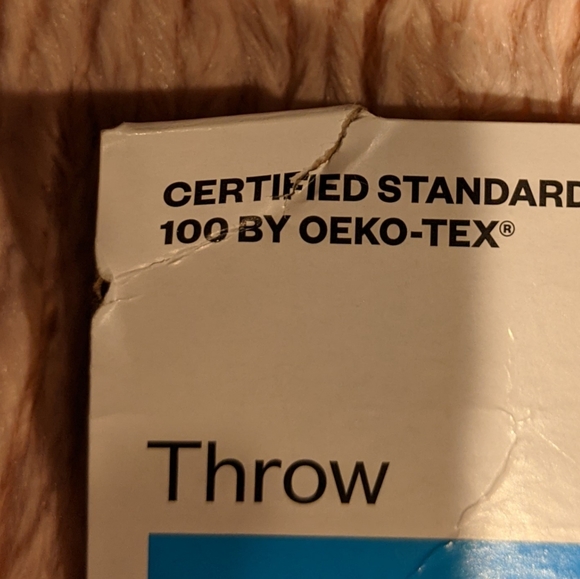 CERTIFIED STANDARD
100 BY OEKO-TEX®
Throw